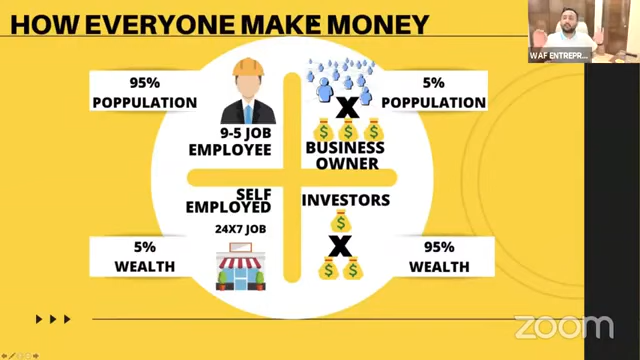 HOW EVERYONE MAKE MONEY
WAF ENTREPR...
95%
POPPULATION
5%
POPPULATION
9-5 JOB
EMPLOYEE
X
BUSINESS
OWNER
SELF
EMPLOYED
24X7 JOB
INVESTORS
X
5%
WEALTH
95%
WEALTH
zoom